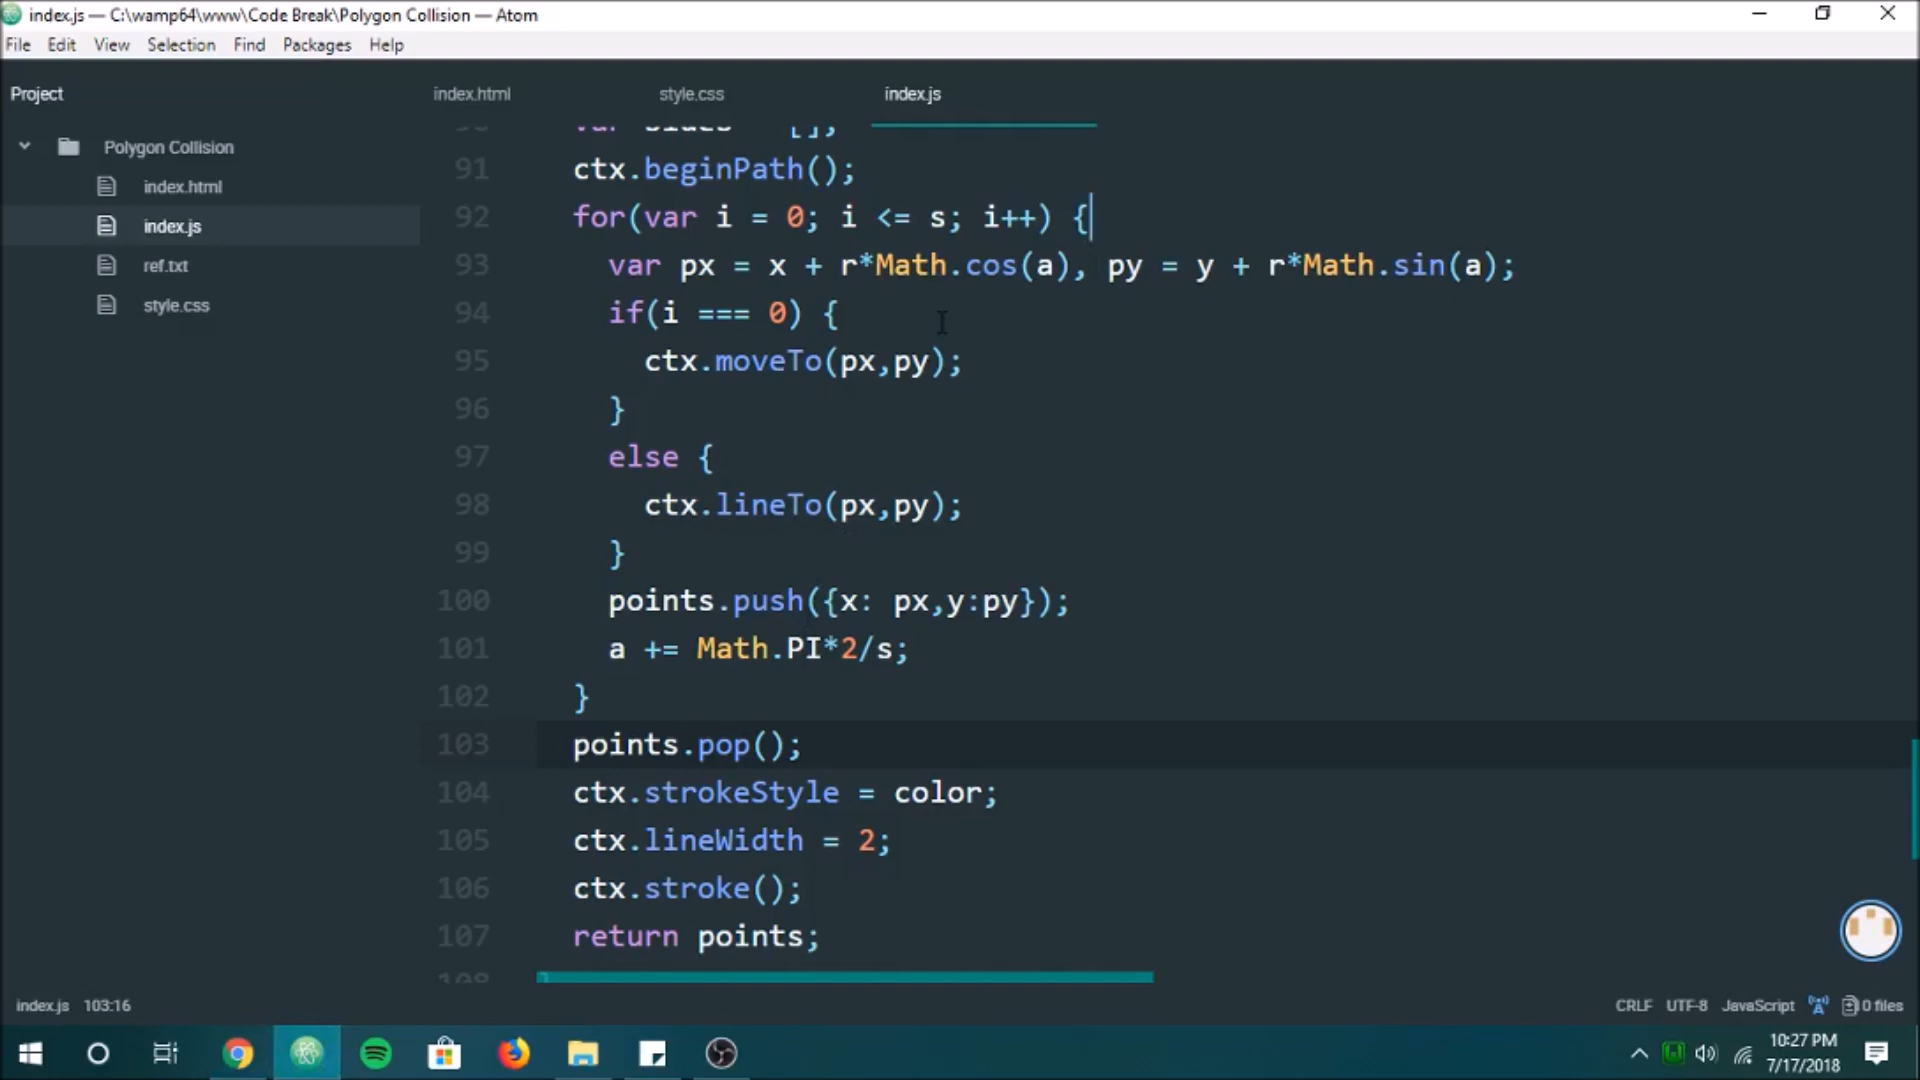 index.js — C:\wamp64\www\Code Break\Polygon Collision — Atom
File Edit View Selection Find Packages Help
Project
Polygon Collision
index.html
index.js
ref.txt
style.css
index.html style.css index.js
91 ctx.beginPath();
92 for(var i = 0; i <= s; i++) {
93 var px = x + r*Math.cos(a), py = y + r*Math.sin(a);
94 if(i === 0) {
95 ctx.moveTo(px,py);
96 }
97 else {
98 ctx.lineTo(px,py);
99 }
100 points.push({x: px,y:py});
101 a += Math.PI*2/s;
102 }
103 points.pop();
104 ctx.strokeStyle = color;
105 ctx.lineWidth = 2;
106 ctx.stroke();
107 return points;
index.js 103:16
CRLF UTF-8 JavaScript 0 files
10:27 PM
7/17/2018